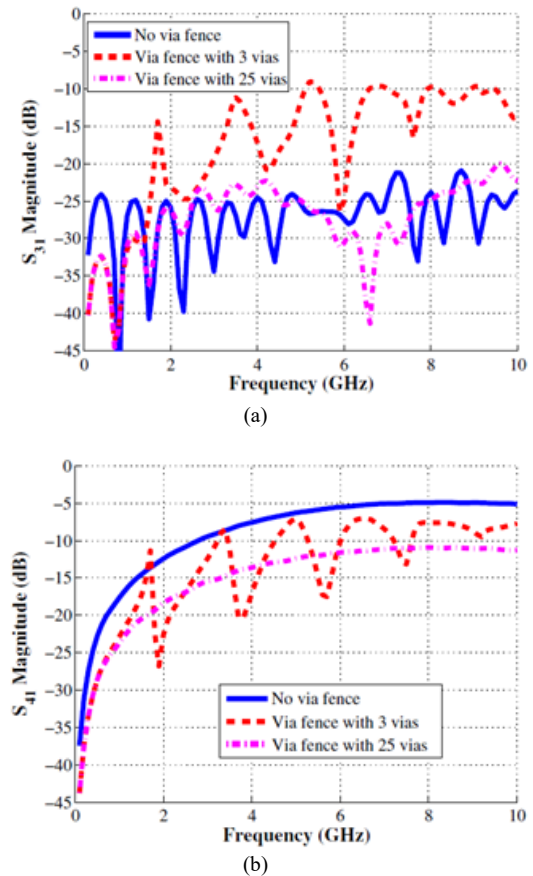 0
-5
-10
-15
-20
-25
-30
-35
-40
-45
S31 Magnitude (dB)
No via fence
Via fence with 3 vias
Via fence with 25 vias
0 2 4 6 8 10
Frequency (GHz)
(a)
0
-5
-10
-15
-20
-25
-30
-35
-40
-45
S41 Magnitude (dB)
No via fence
Via fence with 3 vias
Via fence with 25 vias
0 2 4 6 8 10
Frequency (GHz)
(b)